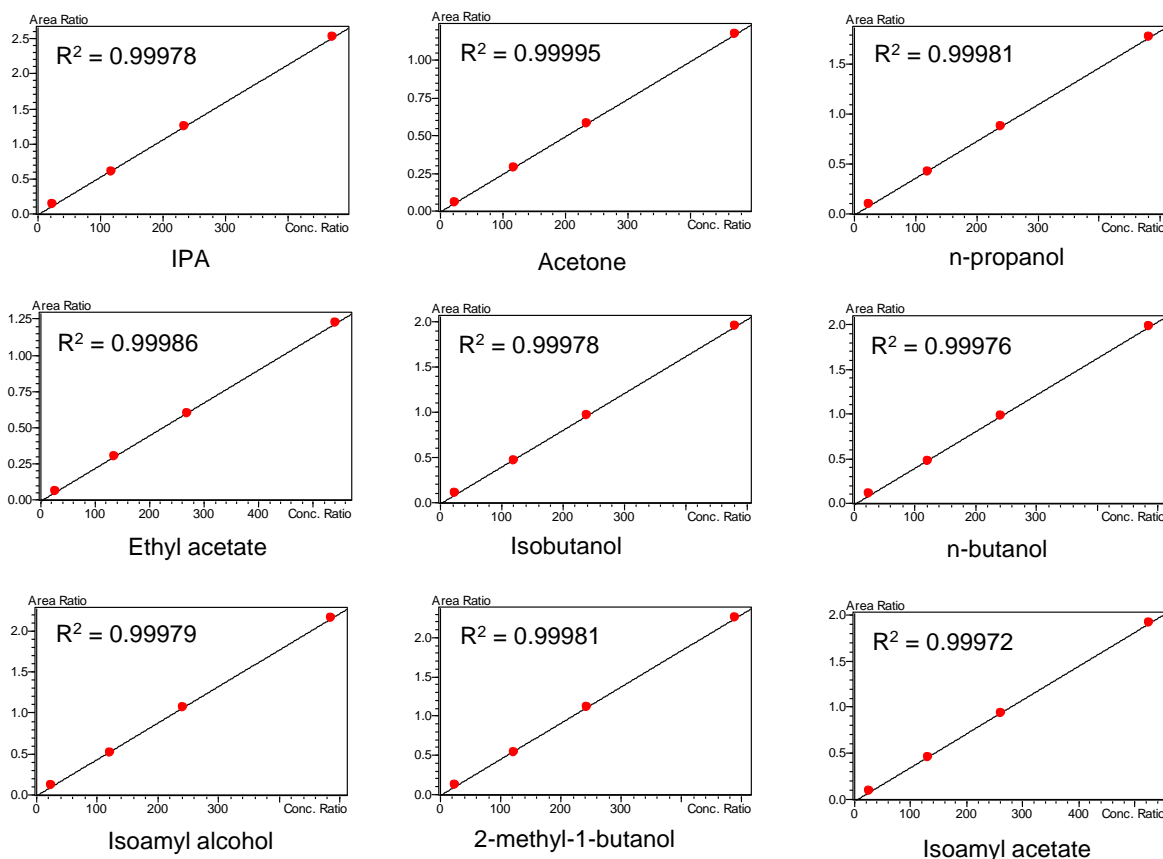 Area Ratio
R² = 0.99978
2.5
2.0
1.5
1.0
0.5
0.0
0 100 200 300 Conc. Ratio
IPA
Area Ratio
R² = 0.99995
1.00
0.75
0.50
0.25
0.00
0 100 200 300 Conc. Ratio
Acetone
Area Ratio
R² = 0.99981
1.5
1.0
0.5
0.0
0 100 200 300 Conc. Ratio
n-propanol
Area Ratio
1.25
R² = 0.99986
1.00
0.75
0.50
0.25
0.00
0 100 200 300 400 Conc. Ratio
Ethyl acetate
Area Ratio
2.0
R² = 0.99978
1.5
1.0
0.5
0.0
0 100 200 300 Conc. Ratio
Isobutanol
Area Ratio
2.0
R² = 0.99976
1.5
1.0
0.5
0.0
0 100 200 300 Conc. Ratio
n-butanol
Area Ratio
R² = 0.99979
2.0
1.5
1.0
0.5
0.0
0 100 200 300 Conc. Ratio
Isoamyl alcohol
Area Ratio
R² = 0.99981
2.0
1.5
1.0
0.5
0.0
0 100 200 300 Conc. Ratio
2-methyl-1-butanol
Area Ratio
2.0
R² = 0.99972
1.5
1.0
0.5
0.0
0 100 200 300 400 Conc. Ratio
Isoamyl acetate